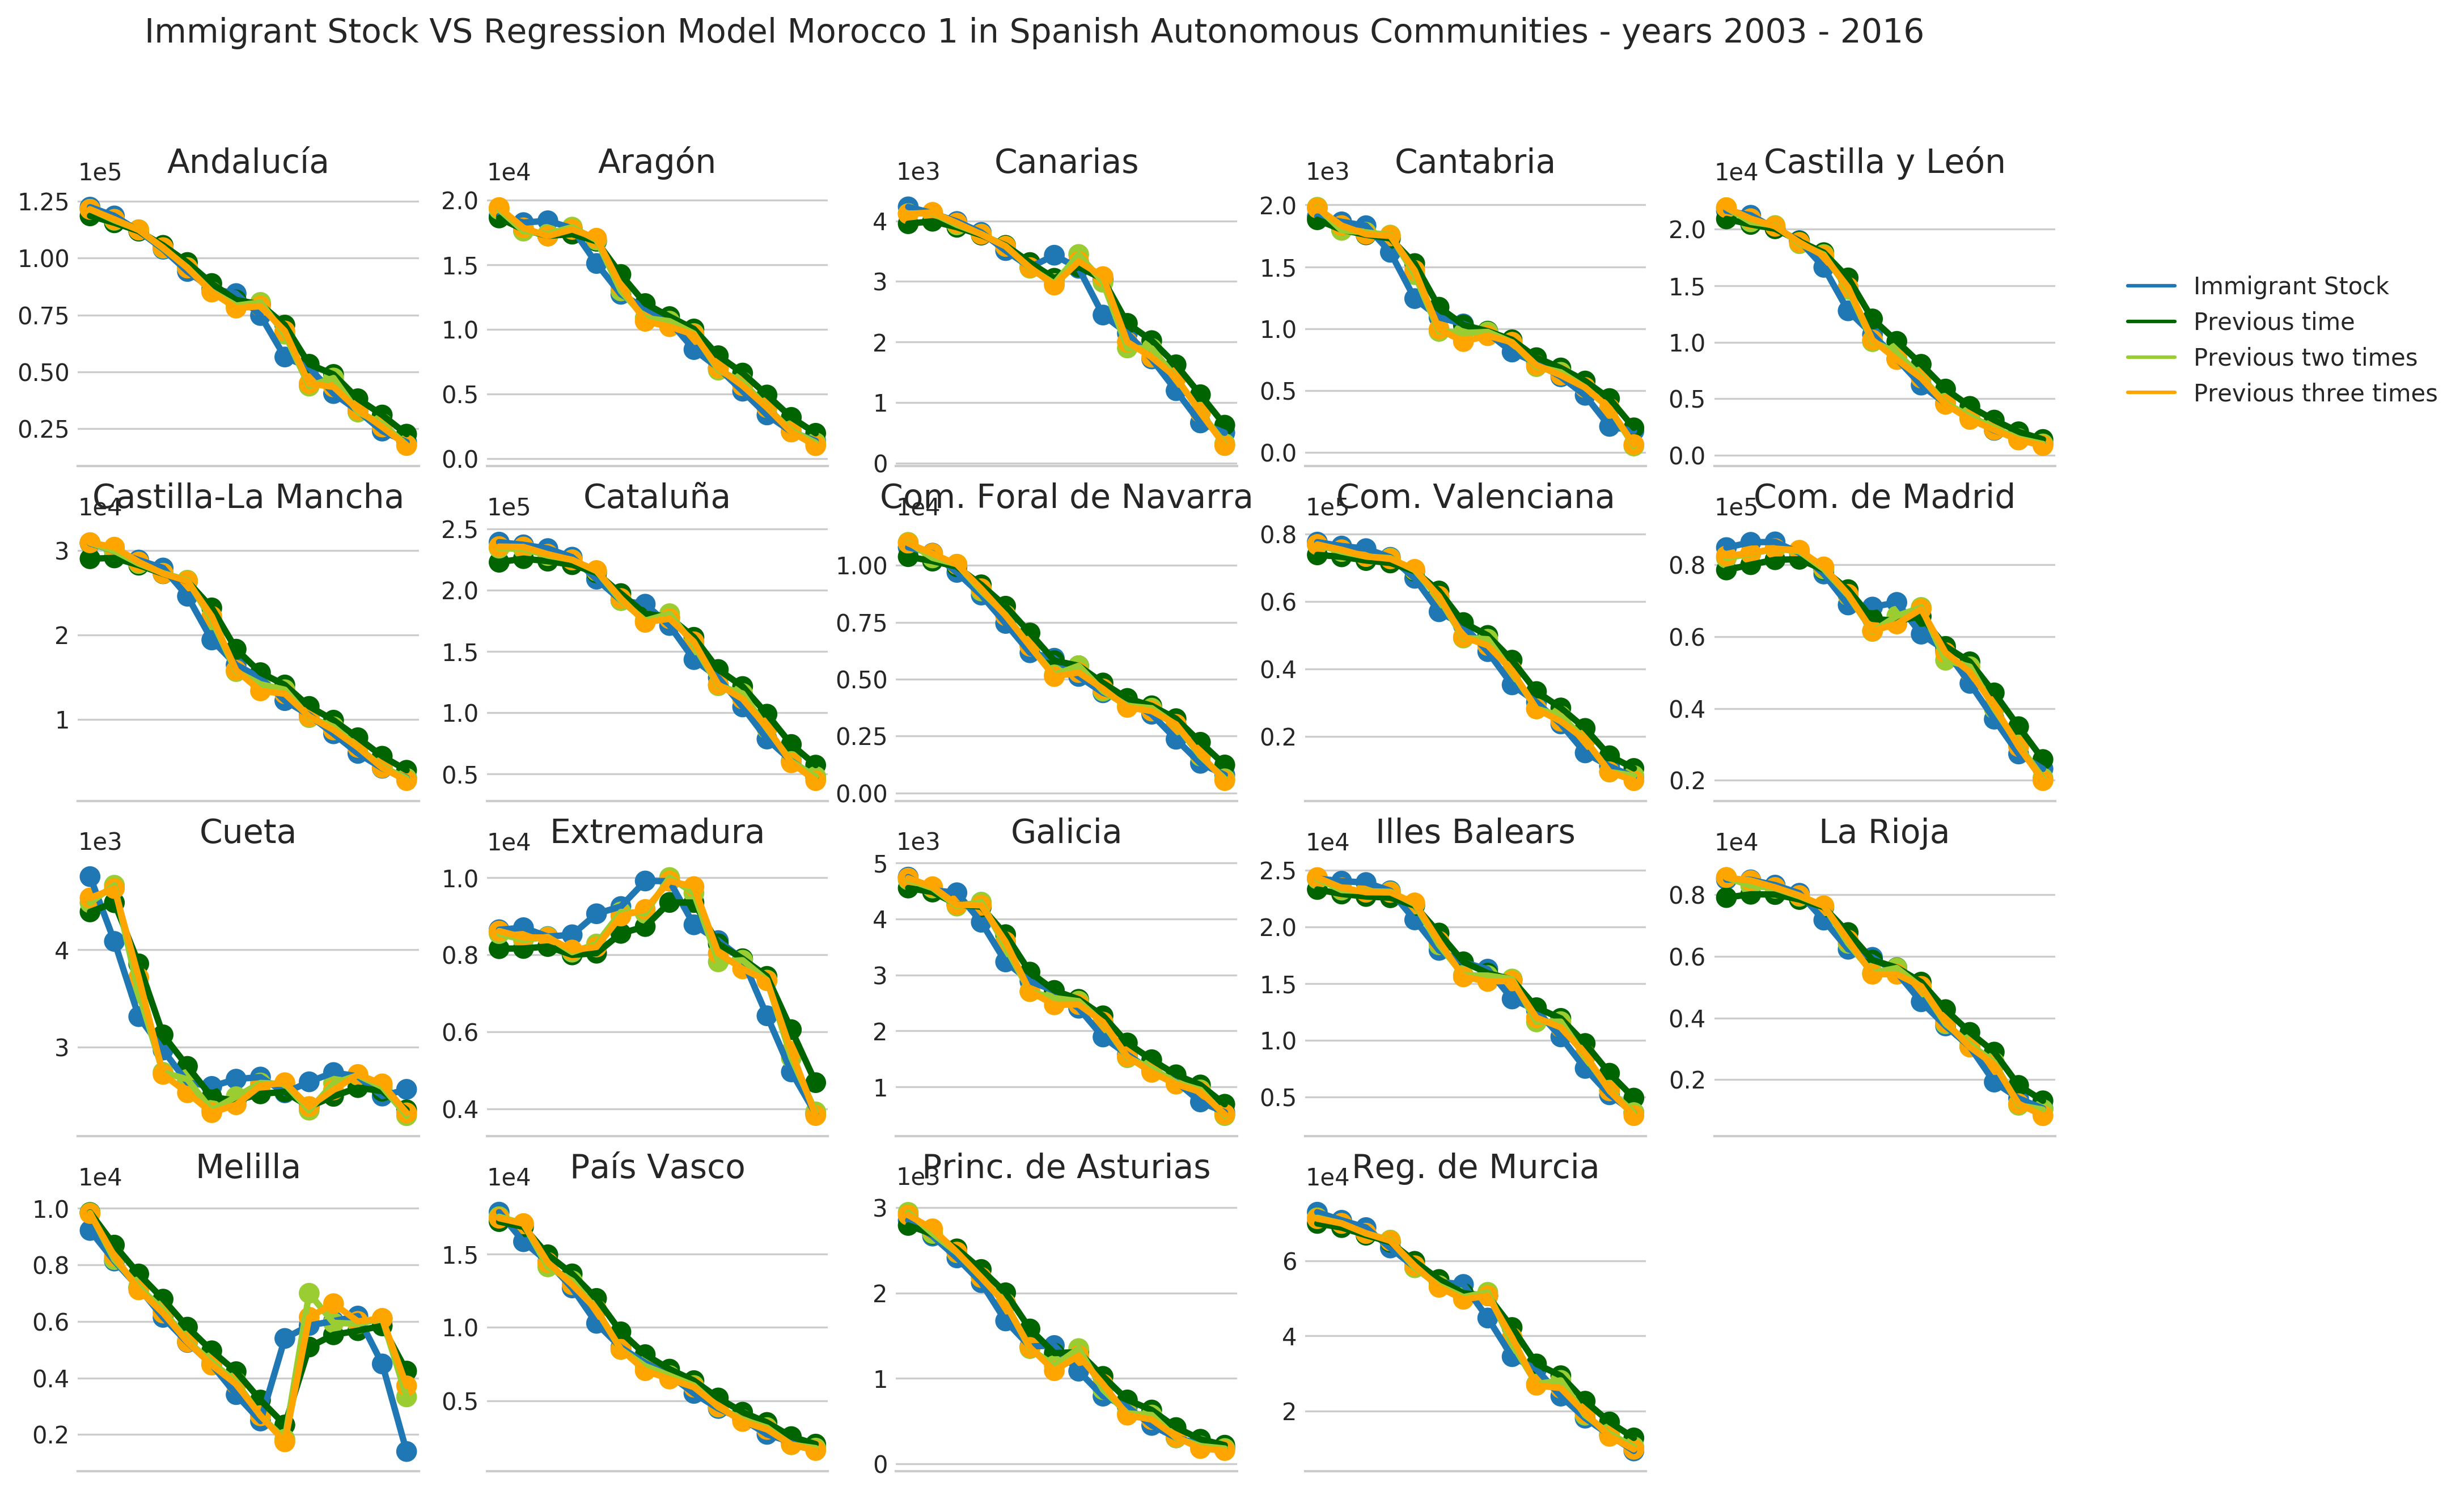 Immigrant Stock VS Regression Model Morocco 1 in Spanish Autonomous Communities - years 2003 - 2016
Andalucía
1e5
1.25
1.00
0.75
0.50
0.25
Aragón
1e4
2.0
1.5
1.0
0.5
0.0
Canarias
1e3
4
3
2
1
0
Cantabria
1e3
2.0
1.5
1.0
0.5
0.0
Castilla y León
1e4
2.0
1.5
1.0
0.5
0.0
Immigrant Stock
Previous time
Previous two times
Previous three times
Castilla-La Mancha
1e4
3
2
1
Cataluña
1e5
2.5
2.0
1.5
1.0
0.5
Com. Foral de Navarra
1e4
1.00
0.75
0.50
0.25
0.00
Com. Valenciana
1e5
0.8
0.6
0.4
0.2
Com. de Madrid
1e5
0.8
0.6
0.4
0.2
Cueta
1e3
4
3
Extremadura
1e4
1.0
0.8
0.6
0.4
Galicia
1e3
5
4
3
2
1
Illes Balears
1e4
2.5
2.0
1.5
1.0
0.5
La Rioja
1e4
0.8
0.6
0.4
0.2
Melilla
1e4
1.0
0.8
0.6
0.4
0.2
País Vasco
1e4
1.5
1.0
0.5
Princ. de Asturias
1e3
3
2
1
0
Reg. de Murcia
1e4
6
4
2